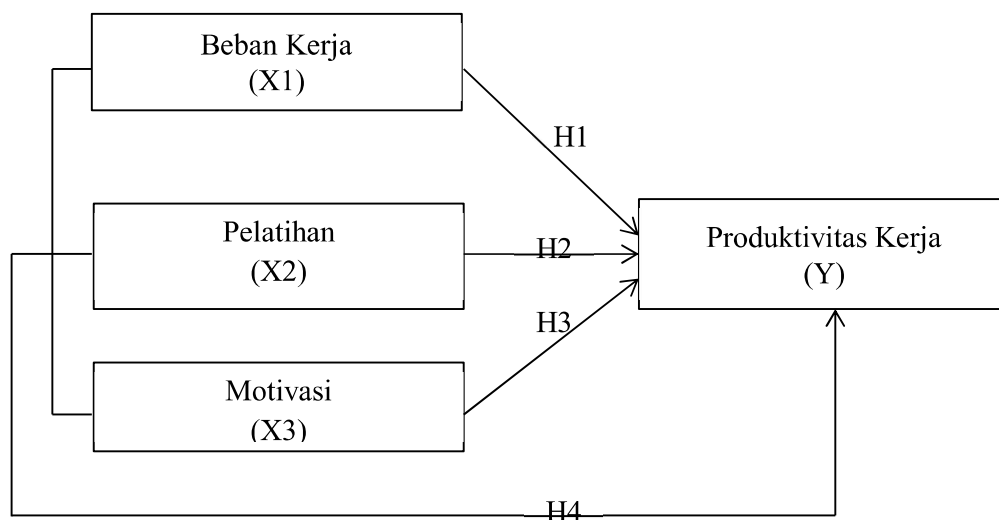 Beban Kerja
(X1)
H1
Pelatihan
(X2)
H2
Produktivitas Kerja
(Y)
H3
Motivasi
(X3)
H4